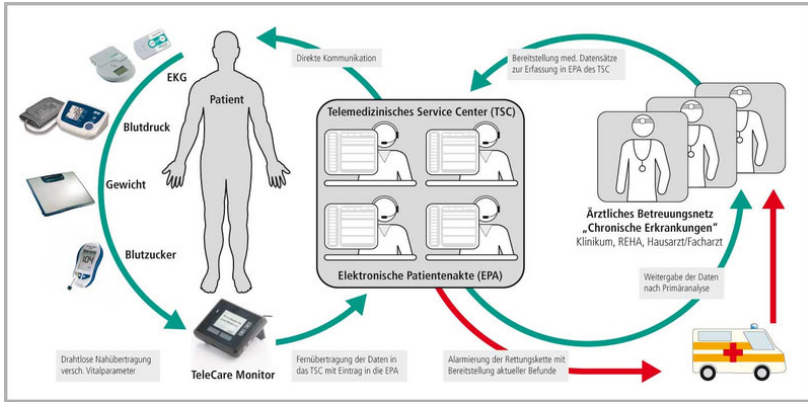 EKG
Patient
Blutdruck
Gewicht
Blutzucker
Drahtlose Nahübertragung
versch. Vitalparameter
TeleCare Monitor
Direkte Kommunikation
Telemedizinisches Service Center (TSC)
Elektronische Patientenakte (EPA)
Fernübertragung der Daten in
das TSC mit Eintrag in die EPA
Bereitstellung med. Datensätze
zur Erfassung in EPA des TSC
Ärztliches Betreuungsnetz
„Chronische Erkrankungen“
Klinikum, REHA, Hausarzt/Facharzt
Weitergabe der Daten
nach Primäranalyse
Alarmierung der Rettungskette mit
Bereitstellung aktueller Befunde